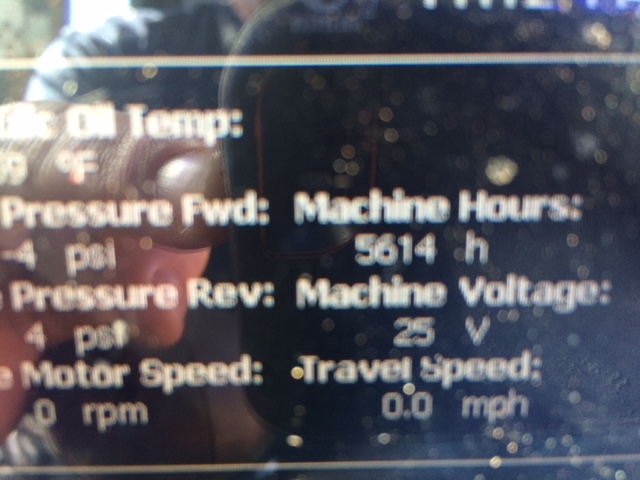 Oil Temp:
9 °F
Pressure Fwd: Machine Hours:
-4 psi 5614 h
Pressure Rev: Machine Voltage:
4 psi 25 V
Motor Speed: Travel Speed:
0 rpm 0.0 mph